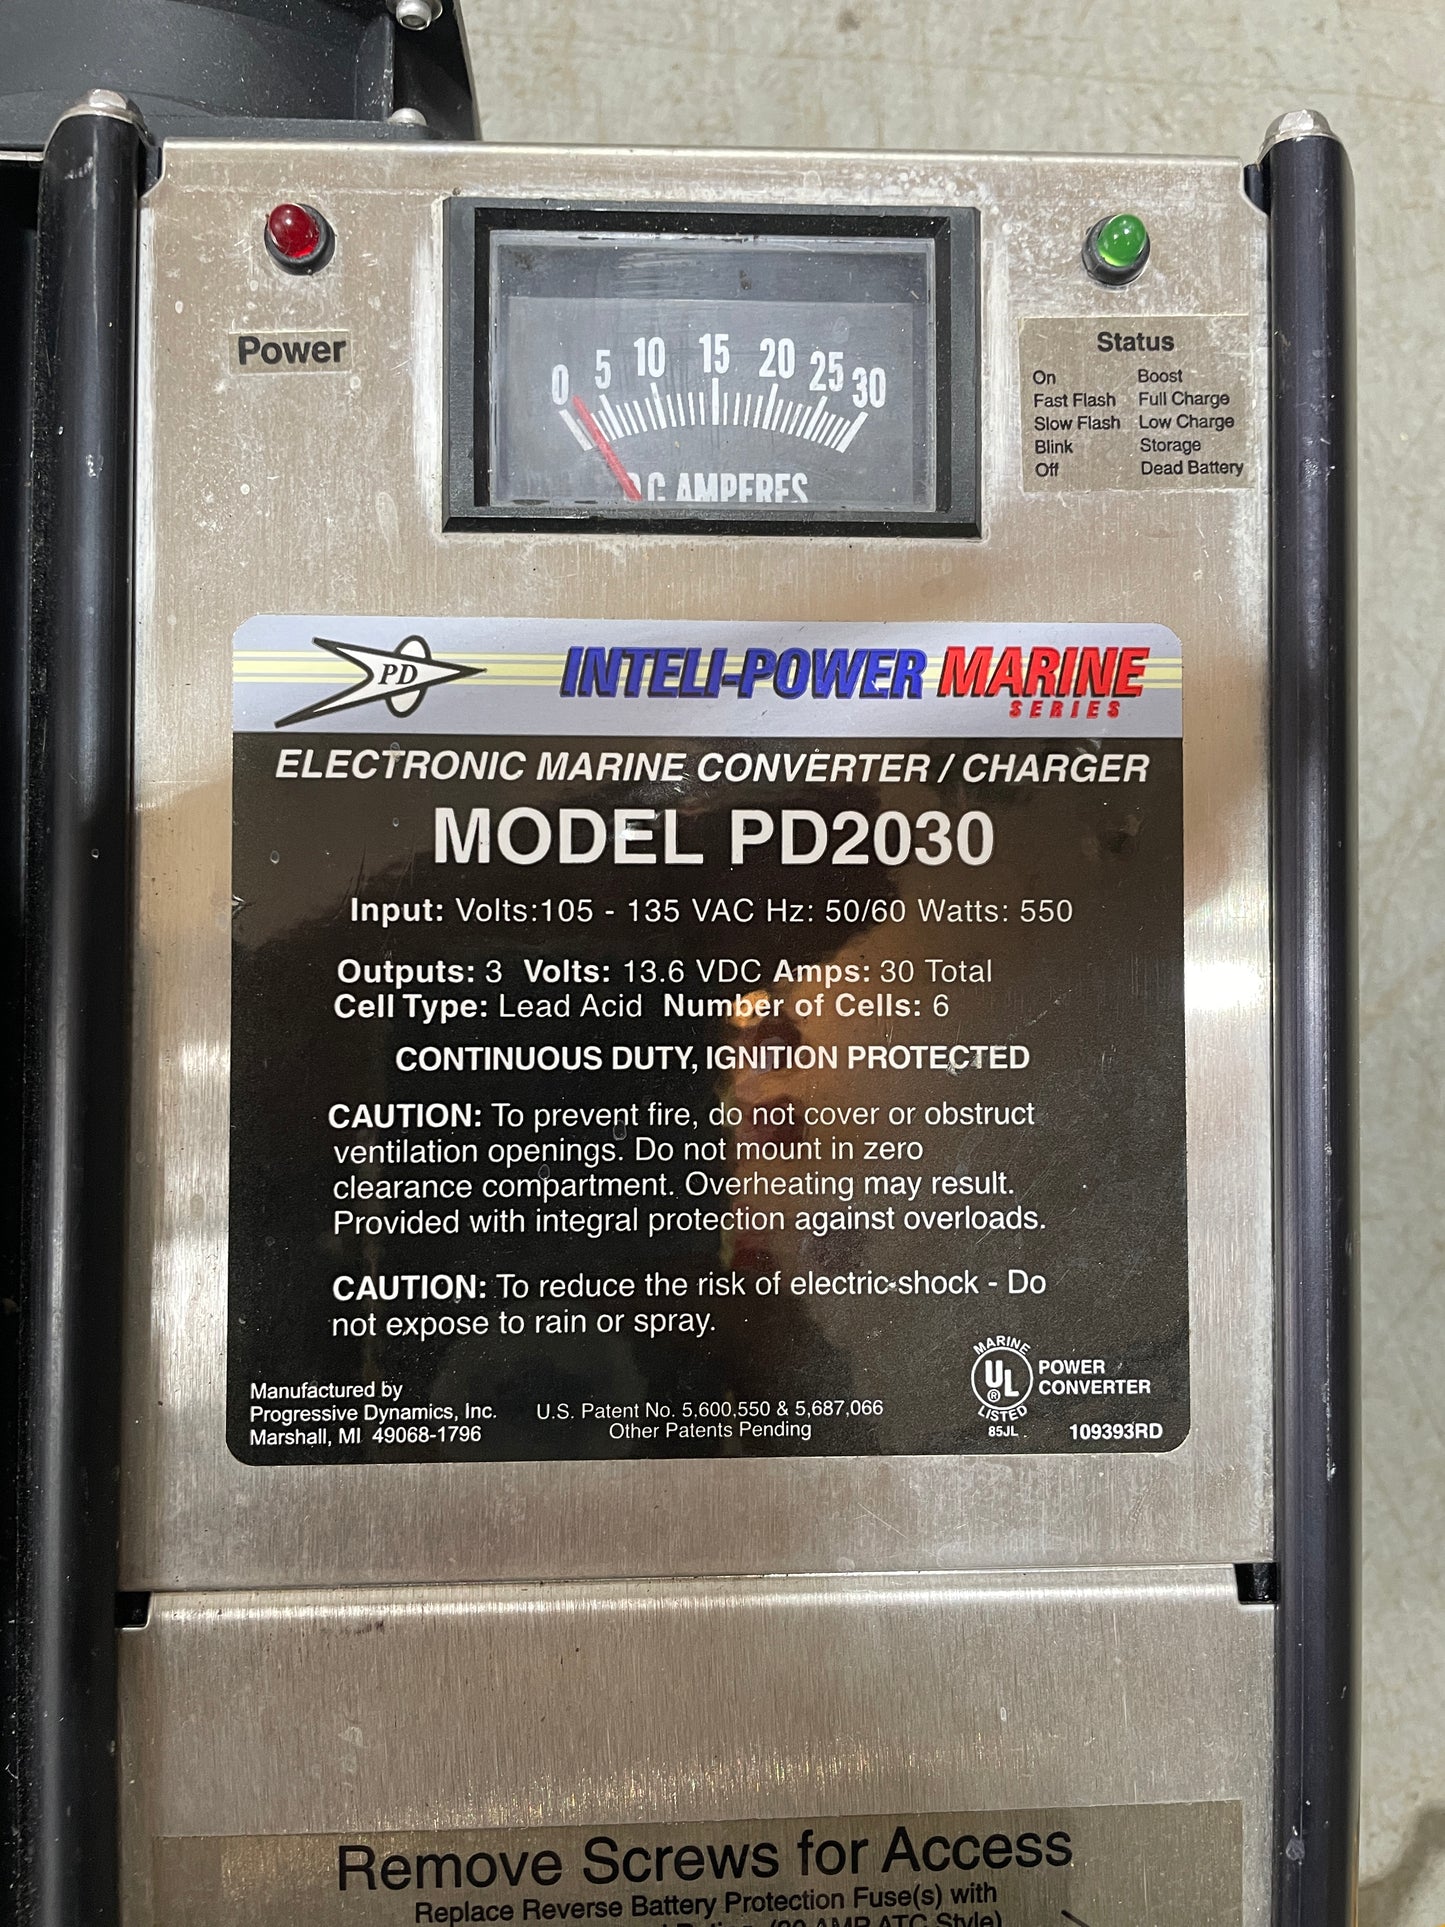 Power
0 5 10 15 20 25 30
D.C. AMPERES
Status
On Boost
Fast Flash Full Charge
Slow Flash Low Charge
Blink Storage
Off Dead Battery
PD
INTELI-POWER MARINE
SERIES
ELECTRONIC MARINE CONVERTER / CHARGER
MODEL PD2030
Input: Volts:105 - 135 VAC Hz: 50/60 Watts: 550
Outputs: 3 Volts: 13.6 VDC Amps: 30 Total
Cell Type: Lead Acid Number of Cells: 6
CONTINUOUS DUTY, IGNITION PROTECTED
CAUTION: To prevent fire, do not cover or obstruct
ventilation openings. Do not mount in zero
clearance compartment. Overheating may result.
Provided with integral protection against overloads.
CAUTION: To reduce the risk of electric shock - Do
not expose to rain or spray.
Manufactured by
Progressive Dynamics, Inc.
Marshall, MI 49068-1796
U.S. Patent No. 5,600,550 & 5,687,066
Other Patents Pending
MARINE
UL ®
LISTED
85JL
POWER
CONVERTER
109393RD
Remove Screws for Access
Replace Reverse Battery Protection Fuse(s) with
AMP ATC Style)